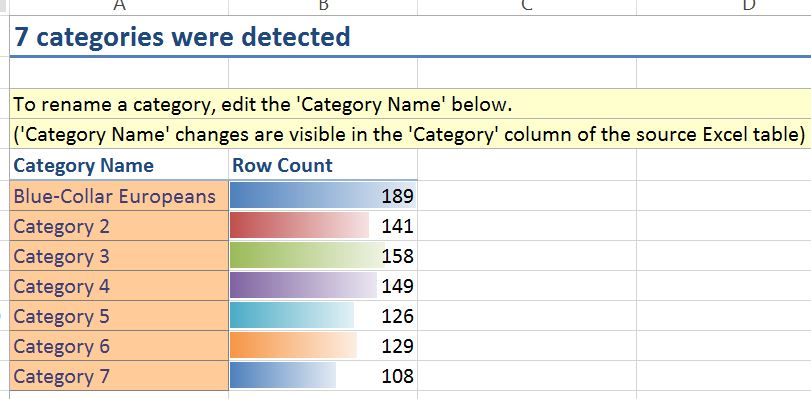 A B C D
7 categories were detected
To rename a category, edit the 'Category Name' below.
('Category Name' changes are visible in the 'Category' column of the source Excel table)
Category Name Row Count
Blue-Collar Europeans 189
Category 2 141
Category 3 158
Category 4 149
Category 5 126
Category 6 129
Category 7 108